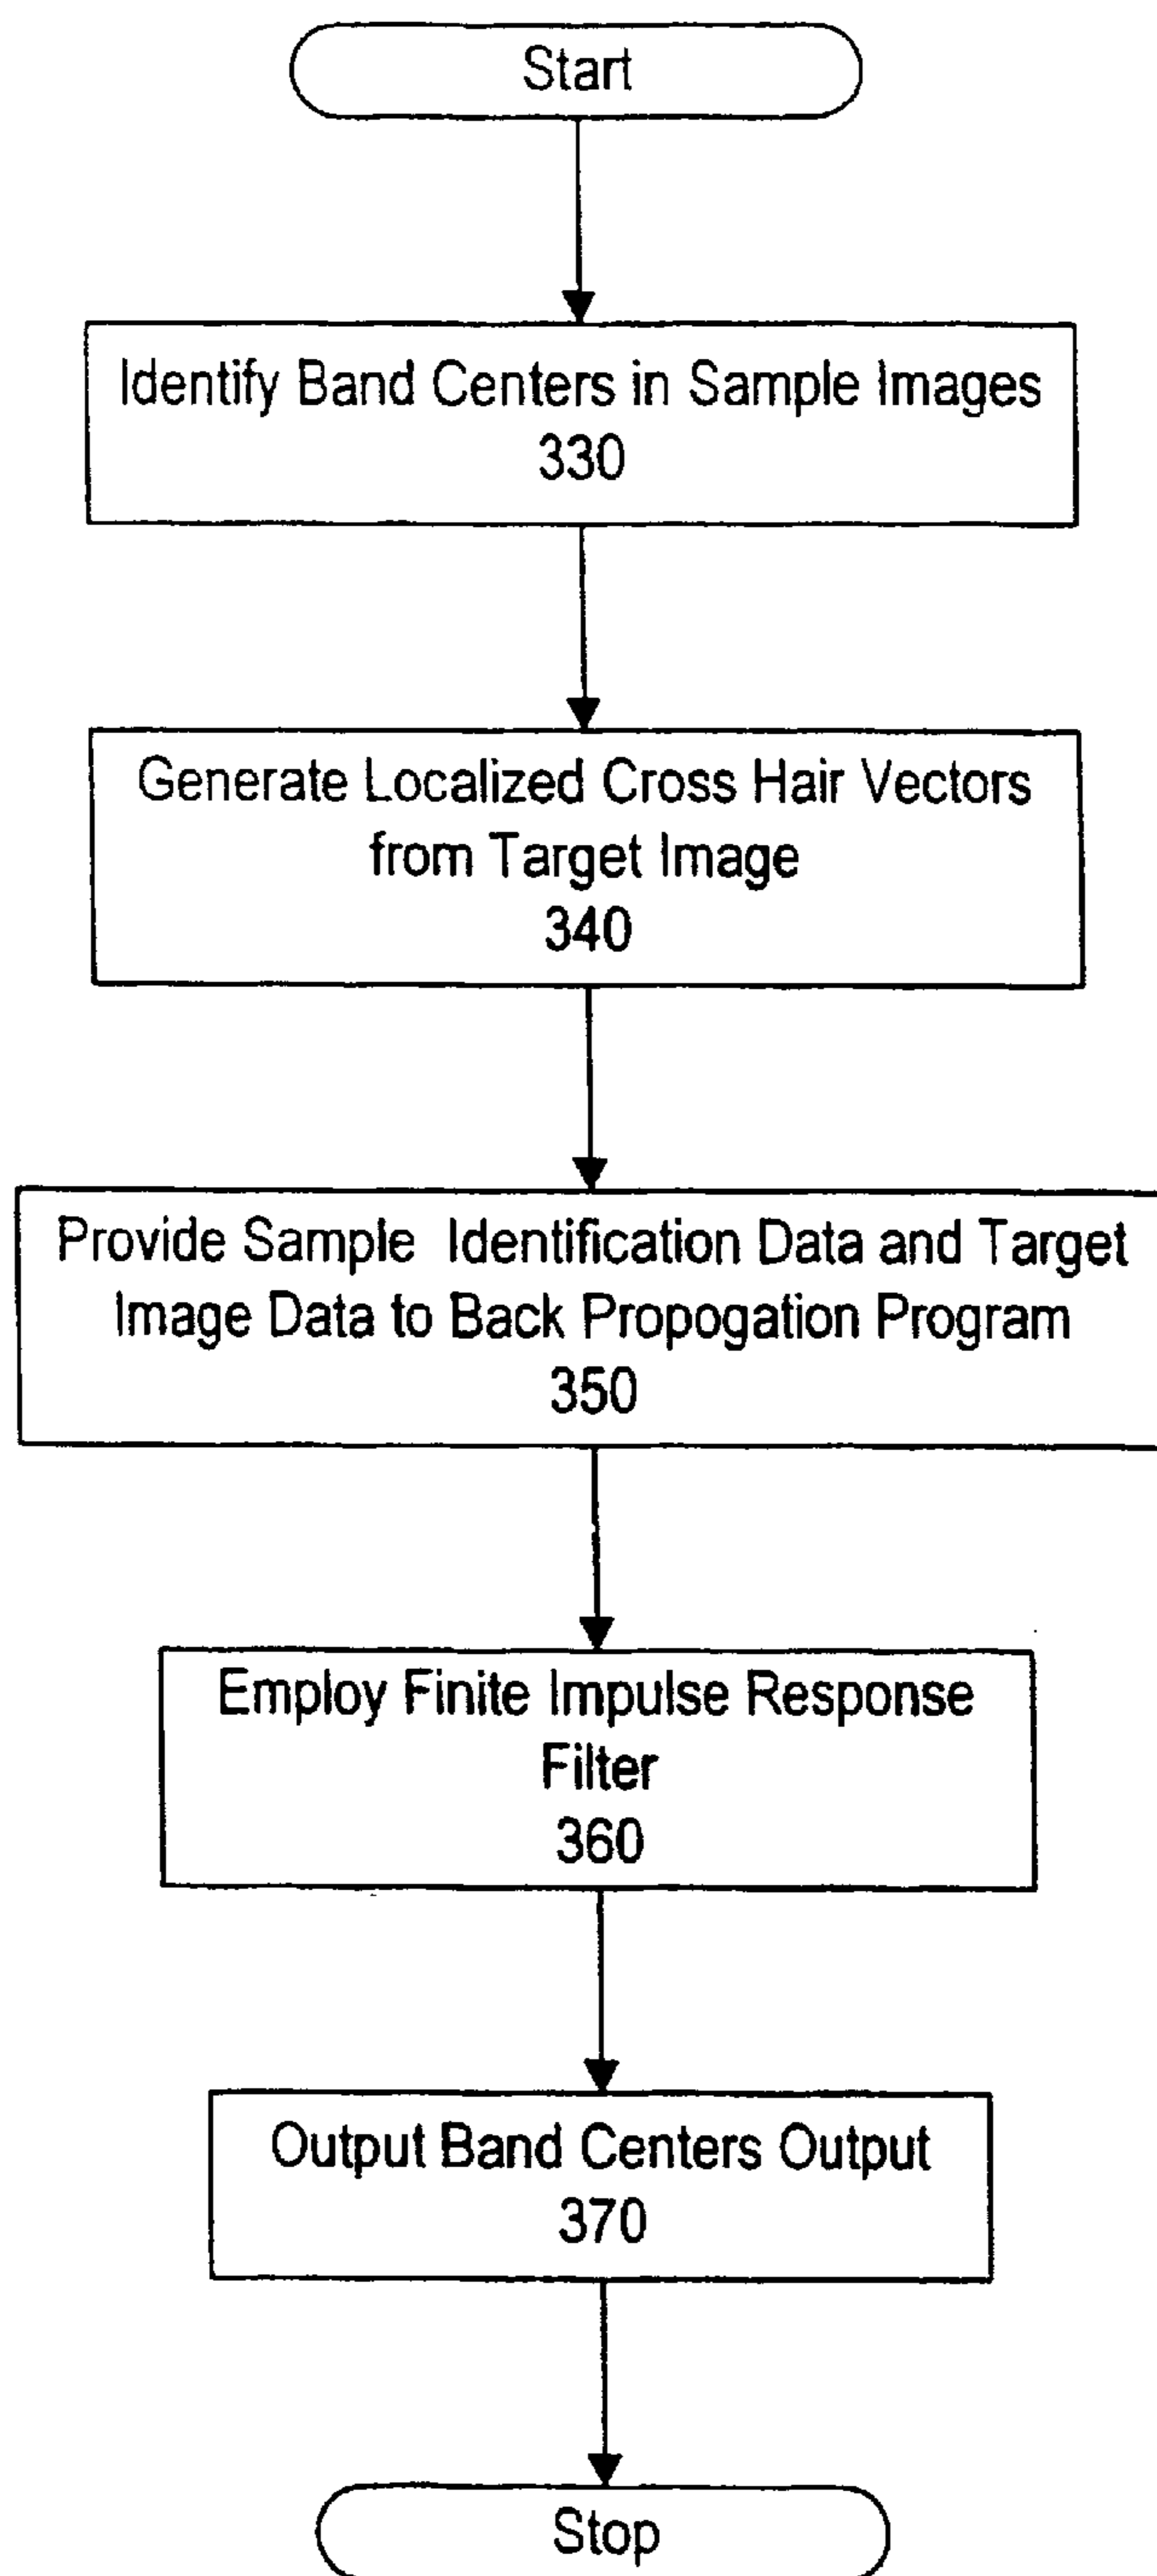 Start
Identify Band Centers in Sample Images
330
Generate Localized Cross Hair Vectors
from Target Image
340
Provide Sample Identification Data and Target
Image Data to Back Propogation Program
350
Employ Finite Impulse Response
Filter
360
Output Band Centers Output
370
Stop